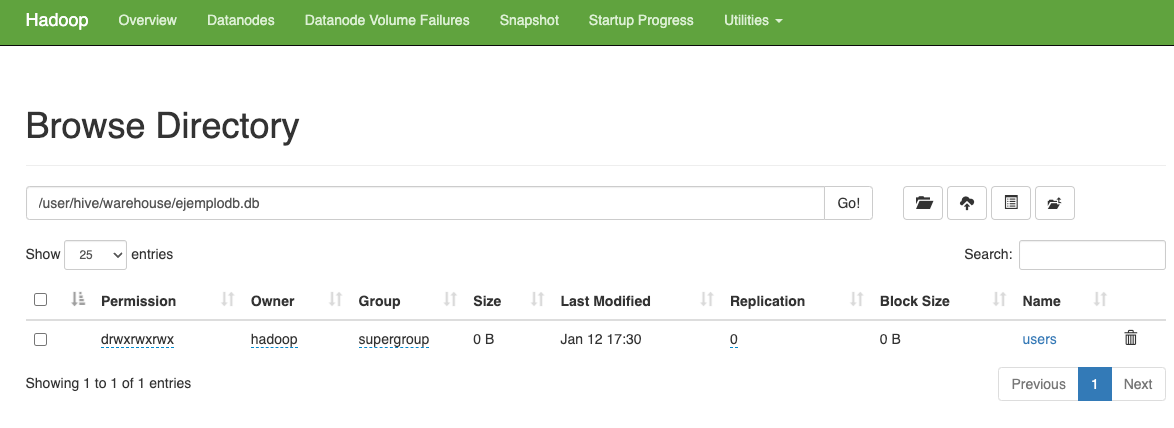 Hadoop Overview Datanodes Datanode Volume Failures Snapshot Startup Progress Utilities
Browse Directory
/user/hive/warehouse/ejemplodb.db Go!
Show 25 entries Search:
Permission Owner Group Size Last Modified Replication Block Size Name
drwxrwxrwx hadoop supergroup 0 B Jan 12 17:30 0 0 B users
Showing 1 to 1 of 1 entries Previous 1 Next